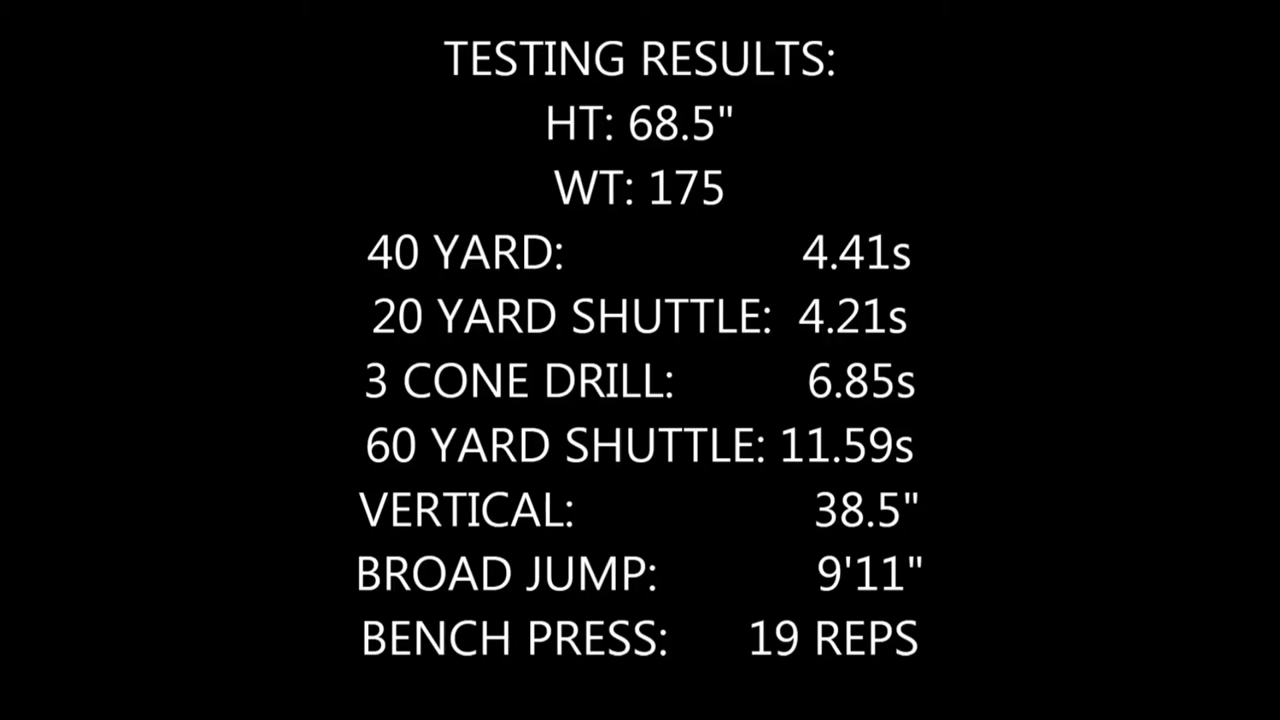 TESTING RESULTS:
HT: 68.5"
WT: 175
40 YARD: 4.41s
20 YARD SHUTTLE: 4.21s
3 CONE DRILL: 6.85s
60 YARD SHUTTLE: 11.59s
VERTICAL: 38.5"
BROAD JUMP: 9'11"
BENCH PRESS: 19 REPS